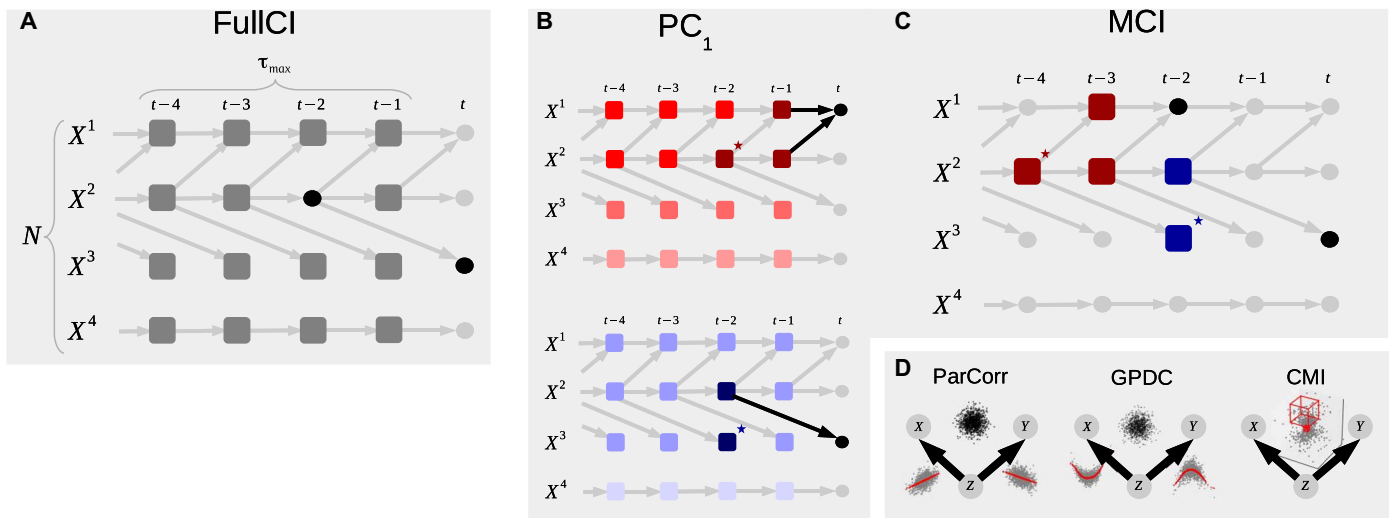 A FullCI
τmax
t−4 t−3 t−2 t−1 t
N
X1
X2
X3
X4
B PC1
t−4 t−3 t−2 t−1 t
X1
X2
X3
X4
t−4 t−3 t−2 t−1 t
X1
X2
X3
X4
C MCI
t−4 t−3 t−2 t−1 t
X1
X2
X3
X4
D ParCorr GPDC CMI
X Y X Y X Y
Z Z Z